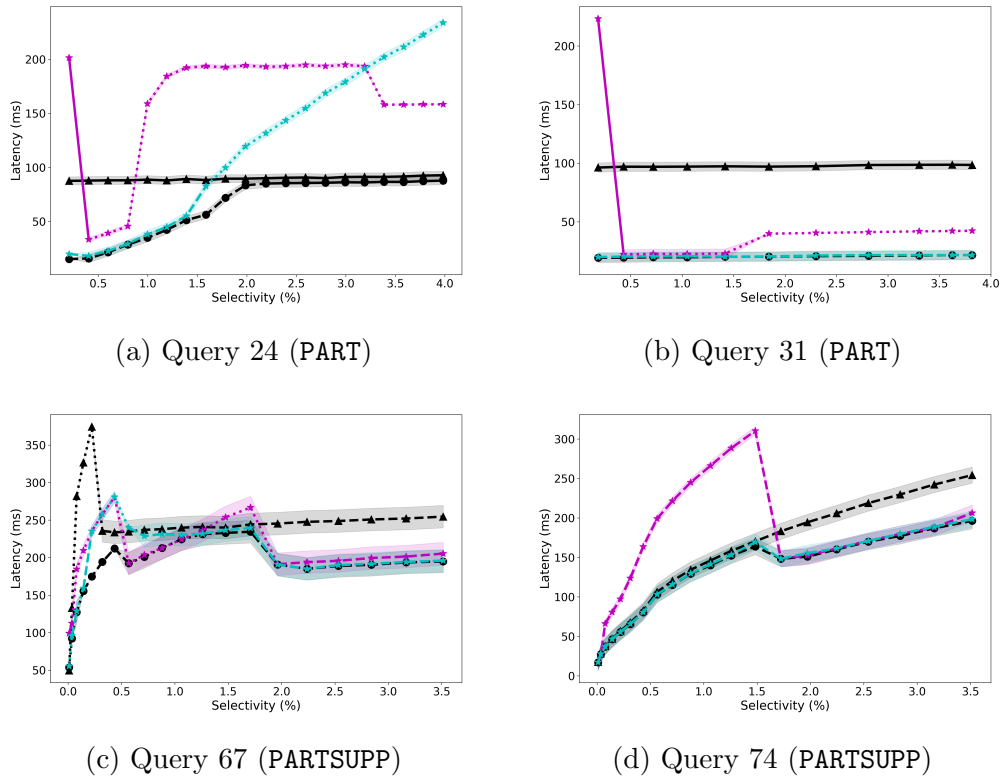 200
150
100
50
Latency (ms)
0.5 1.0 1.5 2.0 2.5 3.0 3.5 4.0
Selectivity (%)
(a) Query 24 (PART)
200
150
100
50
Latency (ms)
0.5 1.0 1.5 2.0 2.5 3.0 3.5 4.0
Selectivity (%)
(b) Query 31 (PART)
350
300
250
200
150
100
50
Latency (ms)
0.0 0.5 1.0 1.5 2.0 2.5 3.0 3.5
Selectivity (%)
(c) Query 67 (PARTSUPP)
300
250
200
150
100
50
0
Latency (ms)
0.0 0.5 1.0 1.5 2.0 2.5 3.0 3.5
Selectivity (%)
(d) Query 74 (PARTSUPP)